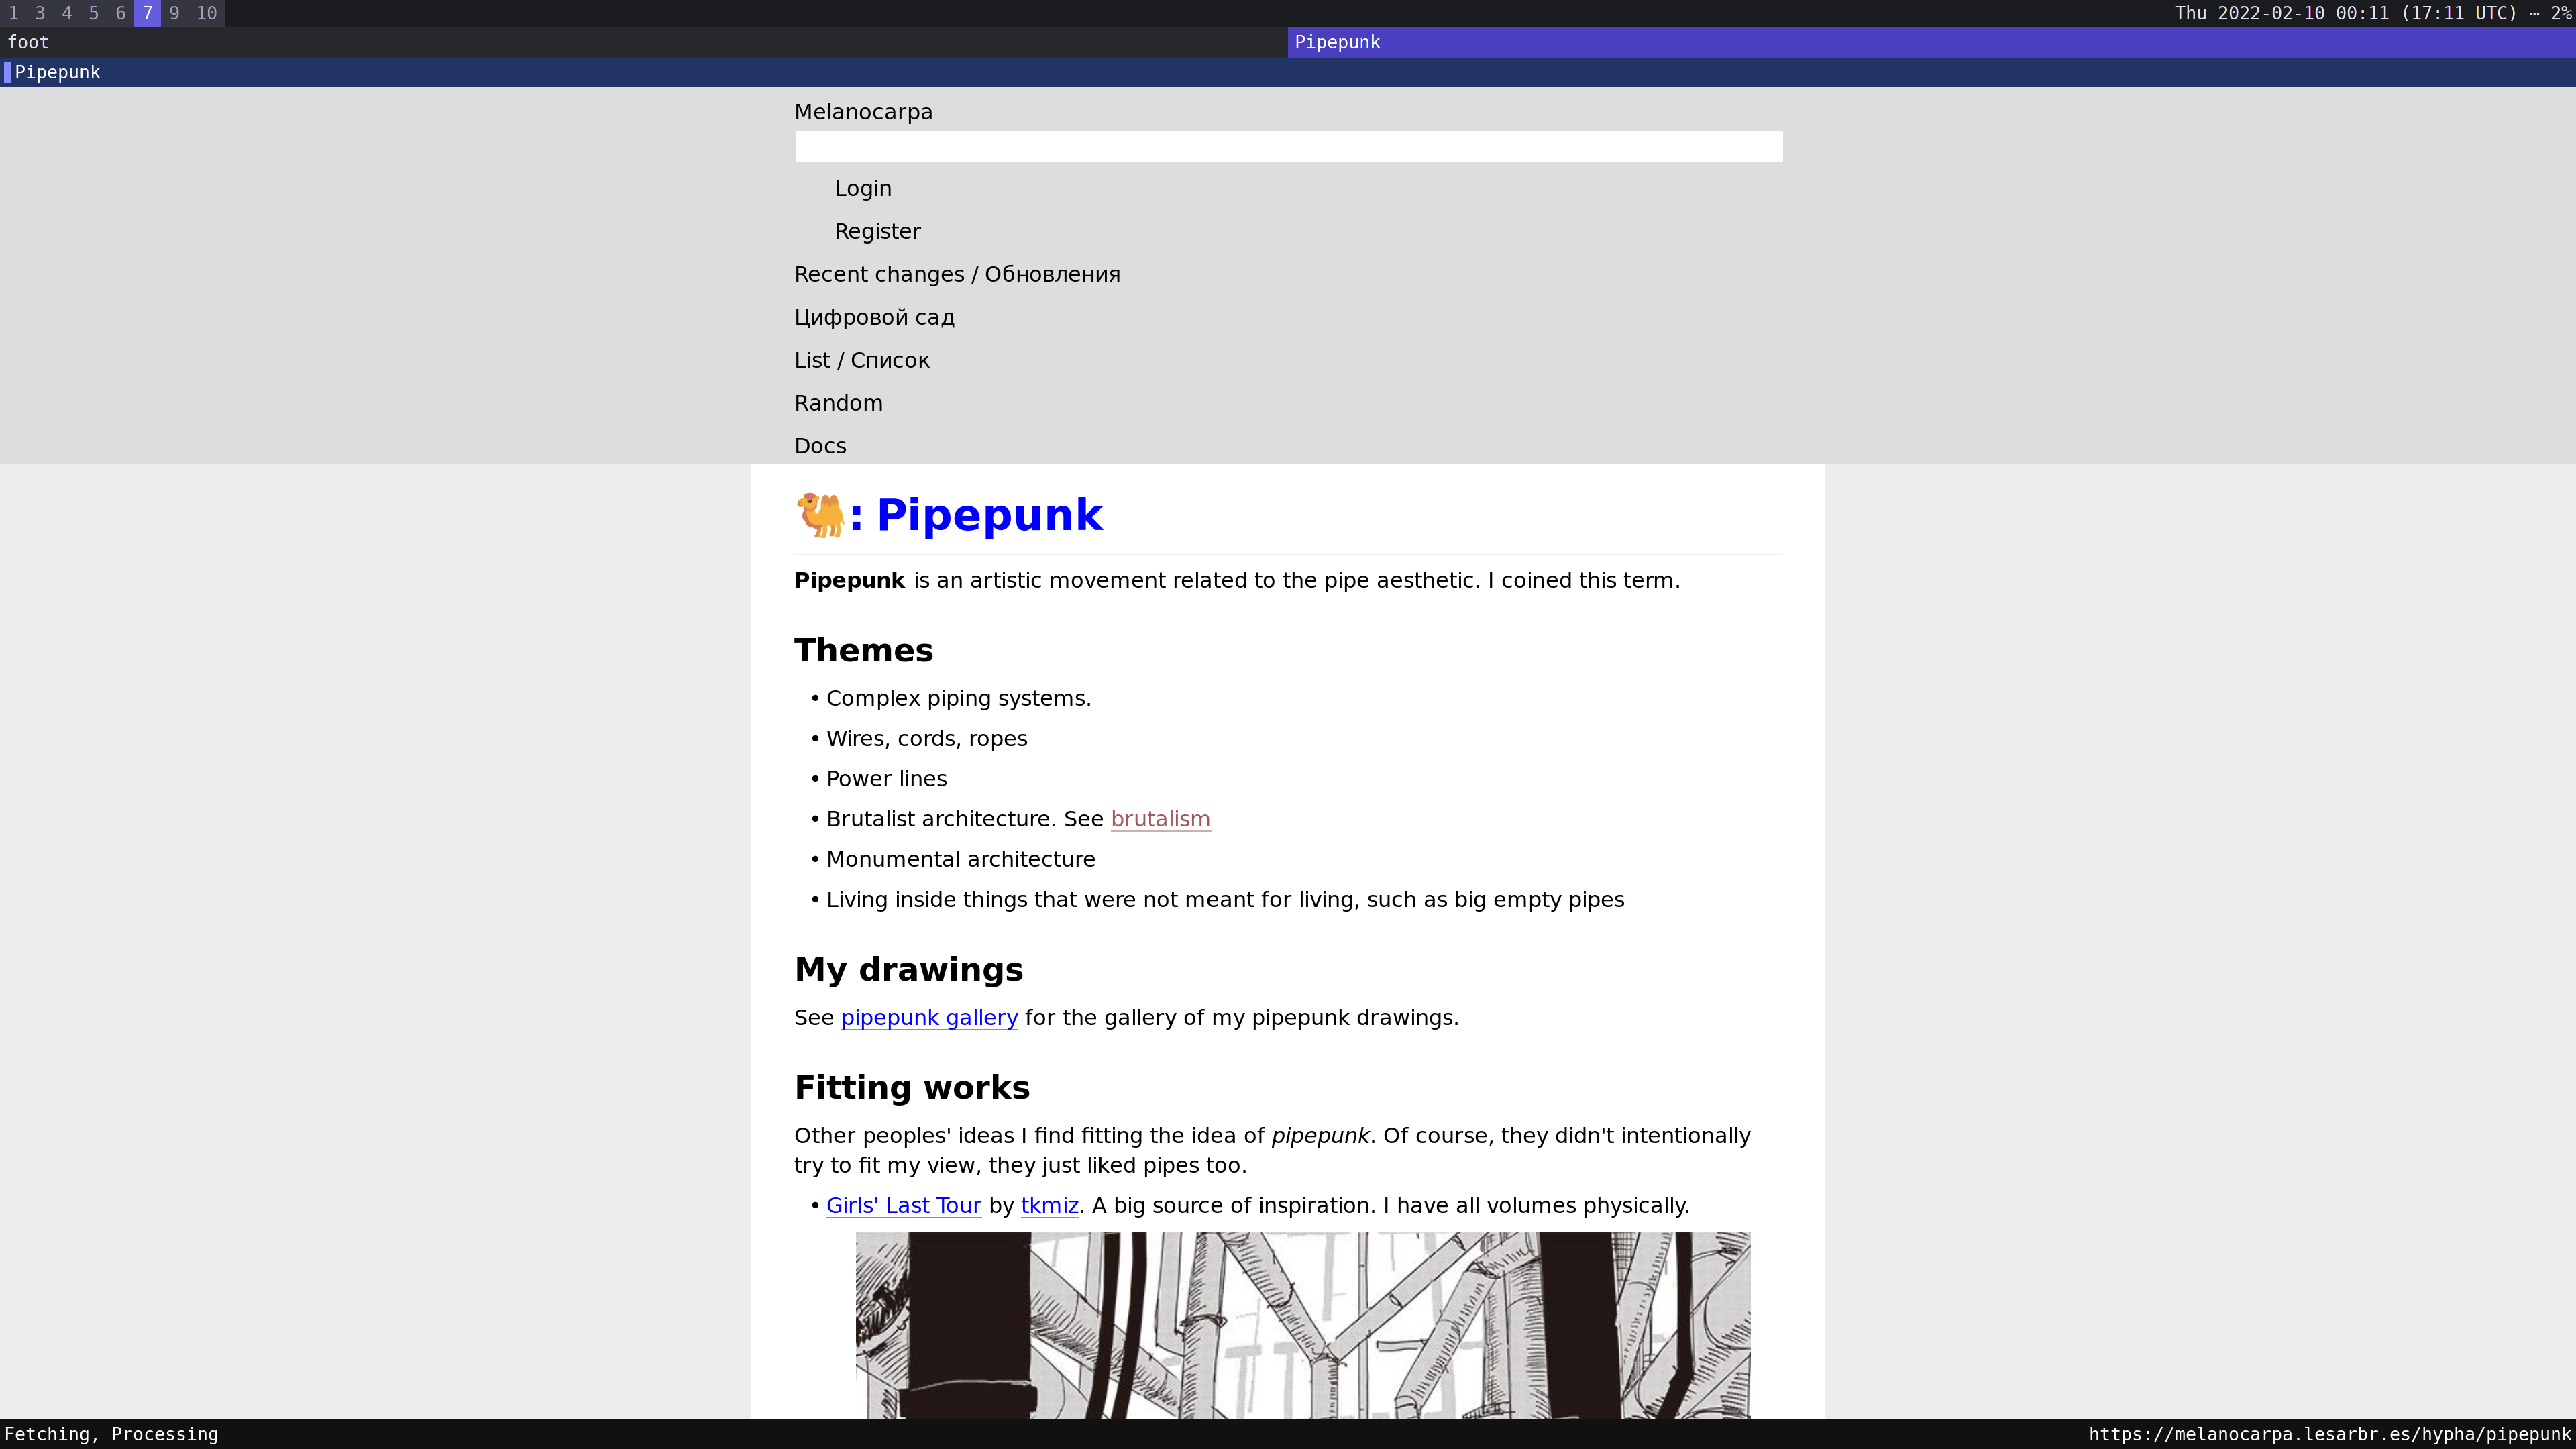 1 3 4 5 6 7 9 10 Thu 2022-02-10 00:11 (17:11 UTC) ⋯ 2%
foot Pipepunk
Pipepunk
Melanocarpa
Login
Register
Recent changes / Обновления
Цифровой сад
List / Список
Random
Docs
🐫: Pipepunk
Pipepunk is an artistic movement related to the pipe aesthetic. I coined this term.
Themes
• Complex piping systems.
• Wires, cords, ropes
• Power lines
• Brutalist architecture. See brutalism
• Monumental architecture
• Living inside things that were not meant for living, such as big empty pipes
My drawings
See pipepunk gallery for the gallery of my pipepunk drawings.
Fitting works
Other peoples' ideas I find fitting the idea of pipepunk. Of course, they didn't intentionally
try to fit my view, they just liked pipes too.
• Girls' Last Tour by tkmiz. A big source of inspiration. I have all volumes physically.
Fetching, Processing https://melanocarpa.lesarbr.es/hypha/pipepunk